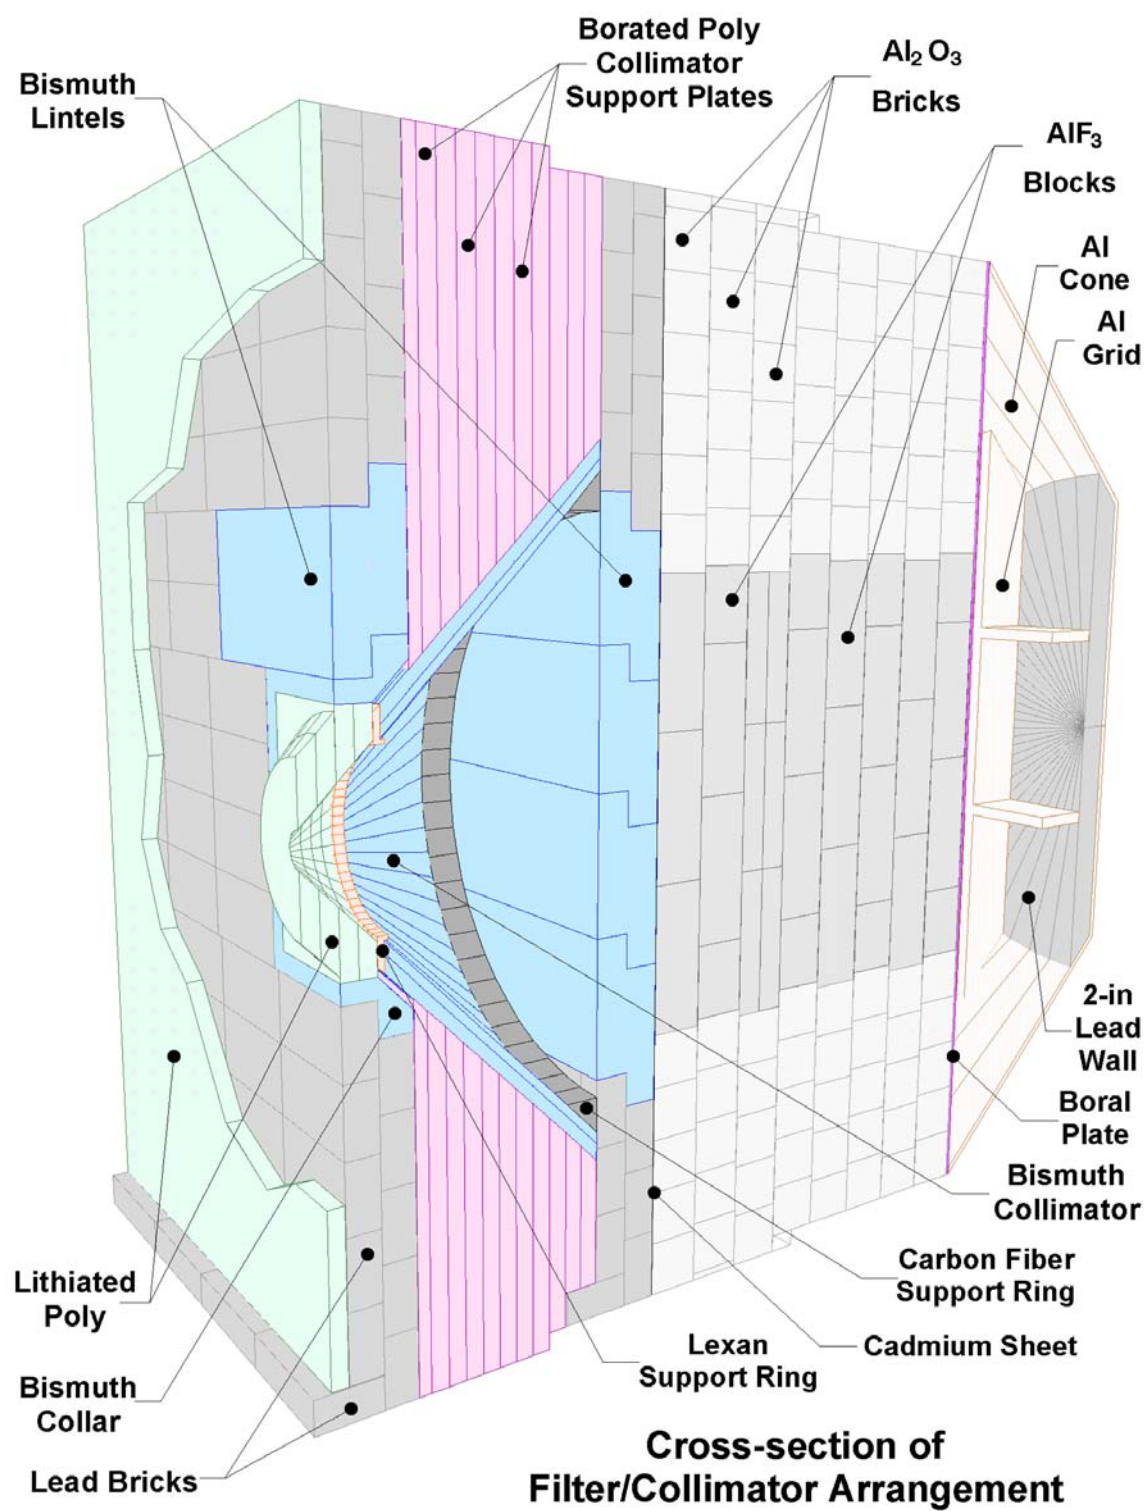 Borated Poly
Collimator
Support Plates
Bismuth
Lintels
Al₂ O₃
Bricks
AlF₃
Blocks
Al
Cone
Al
Grid
2-in
Lead
Wall
Boral
Plate
Bismuth
Collimator
Carbon Fiber
Support Ring
Cadmium Sheet
Lexan
Support Ring
Lithiated
Poly
Bismuth
Collar
Lead Bricks
Cross-section of
Filter/Collimator Arrangement